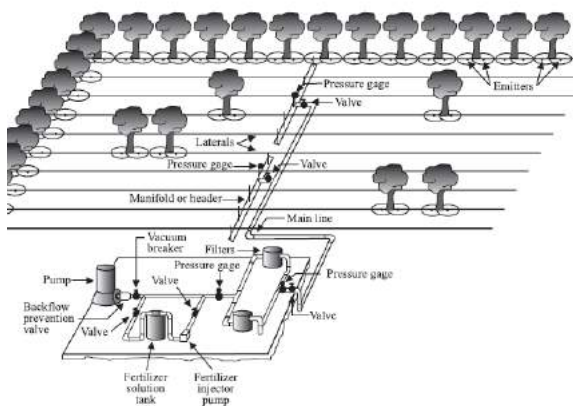 Pressure gage
Emitters
Valve
Laterals
Pressure gage
Valve
Manifold or header
Main line
Vacuum
breaker
Filters
Pump
Pressure gage
Pressure gage
Valve
Backflow
prevention
valve
Valve
Valve
Fertilizer
solution
tank
Fertilizer
injector
pump